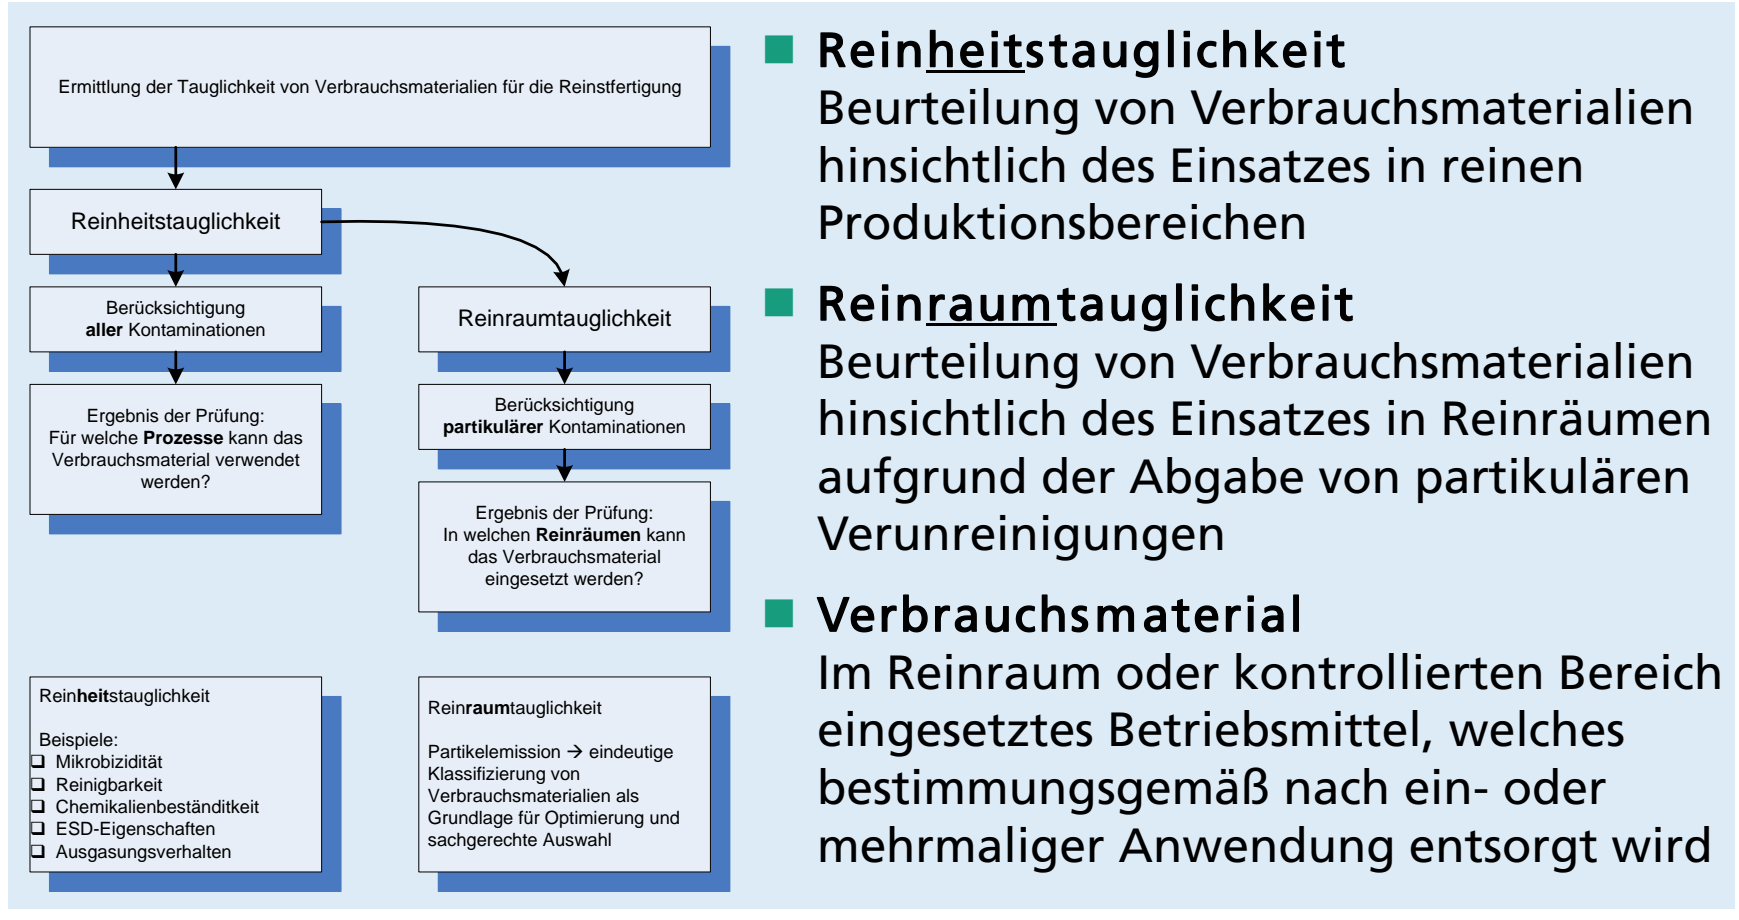 Ermittlung der Tauglichkeit von Verbrauchsmaterialien für die Reinstfertigung
Reinheitstauglichkeit
Berücksichtigung
aller Kontaminationen
Ergebnis der Prüfung:
Für welche Prozesse kann das
Verbrauchsmaterial verwendet
werden?
Reinraumtauglichkeit
Berücksichtigung
partikulärer Kontaminationen
Ergebnis der Prüfung:
In welchen Reinräumen kann
das Verbrauchsmaterial
eingesetzt werden?
Reinheitstauglichkeit
Beispiele:
❑ Mikrobizidität
❑ Reinigbarkeit
❑ Chemikalienbeständitkeit
❑ ESD-Eigenschaften
❑ Ausgasungsverhalten
Reinraumtauglichkeit
Partikelemission → eindeutige
Klassifizierung von
Verbrauchsmaterialien als
Grundlage für Optimierung und
sachgerechte Auswahl
■ Reinheitstauglichkeit
Beurteilung von Verbrauchsmaterialien
hinsichtlich des Einsatzes in reinen
Produktionsbereichen
■ Reinraumtauglichkeit
Beurteilung von Verbrauchsmaterialien
hinsichtlich des Einsatzes in Reinräumen
aufgrund der Abgabe von partikulären
Verunreinigungen
■ Verbrauchsmaterial
Im Reinraum oder kontrollierten Bereich
eingesetztes Betriebsmittel, welches
bestimmungsgemäß nach ein- oder
mehrmaliger Anwendung entsorgt wird